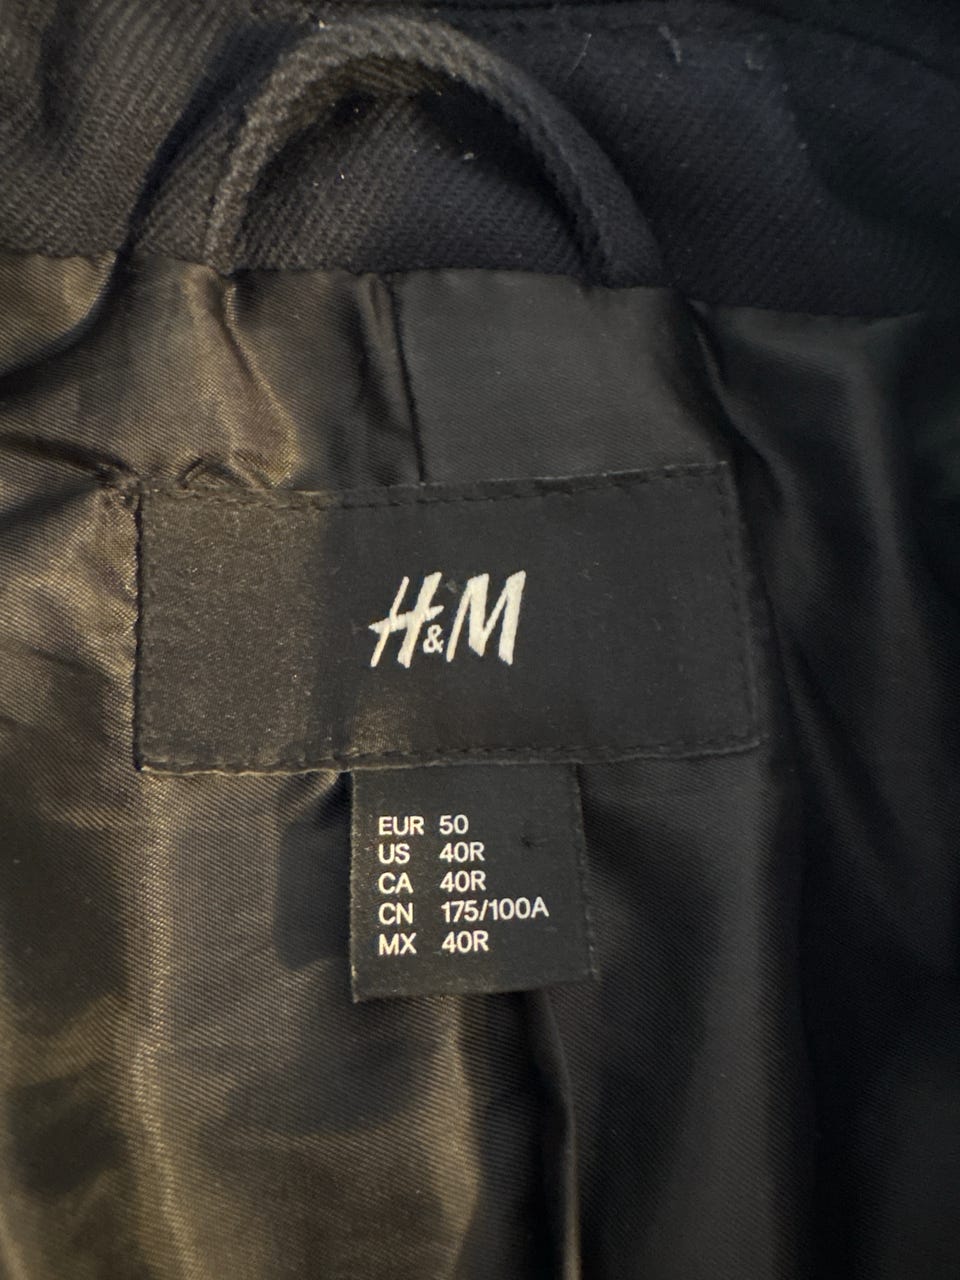 H&M
EUR 50
US 40R
CA 40R
CN 175/100A
MX 40R